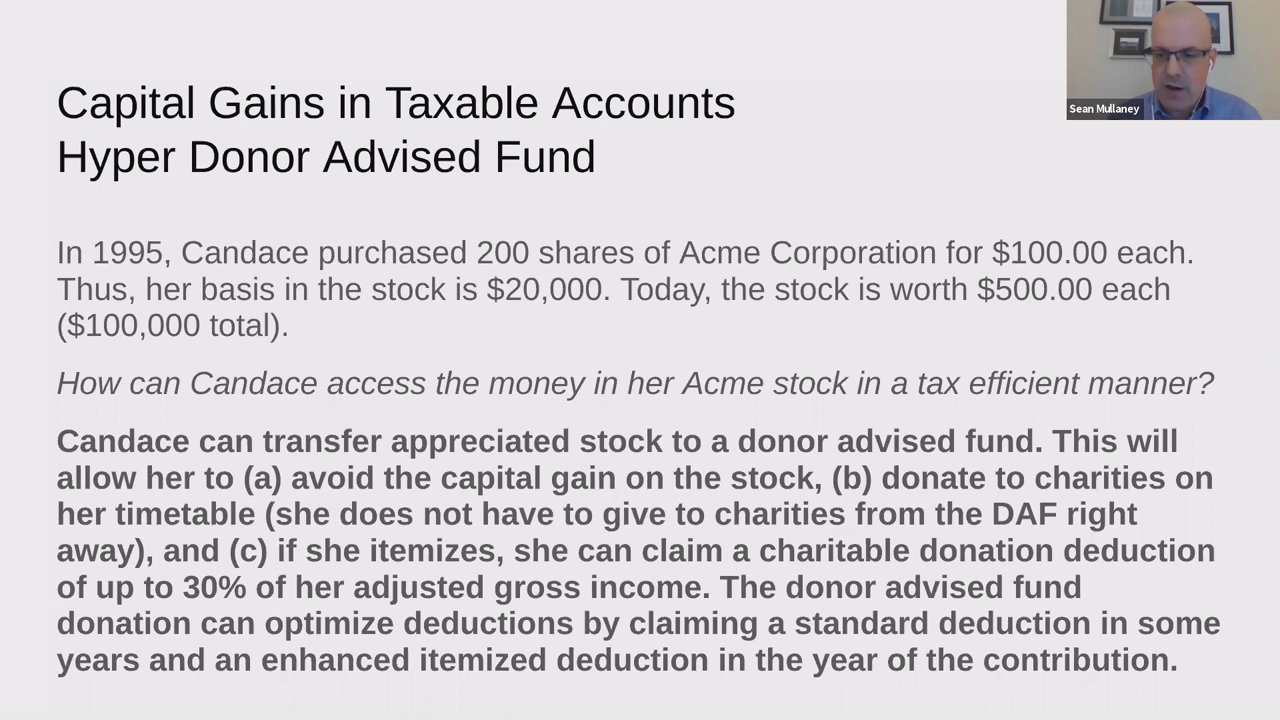 Capital Gains in Taxable Accounts
Hyper Donor Advised Fund
Sean Mullaney
In 1995, Candace purchased 200 shares of Acme Corporation for $100.00 each.
Thus, her basis in the stock is $20,000. Today, the stock is worth $500.00 each
($100,000 total).
How can Candace access the money in her Acme stock in a tax efficient manner?
Candace can transfer appreciated stock to a donor advised fund. This will
allow her to (a) avoid the capital gain on the stock, (b) donate to charities on
her timetable (she does not have to give to charities from the DAF right
away), and (c) if she itemizes, she can claim a charitable donation deduction
of up to 30% of her adjusted gross income. The donor advised fund
donation can optimize deductions by claiming a standard deduction in some
years and an enhanced itemized deduction in the year of the contribution.